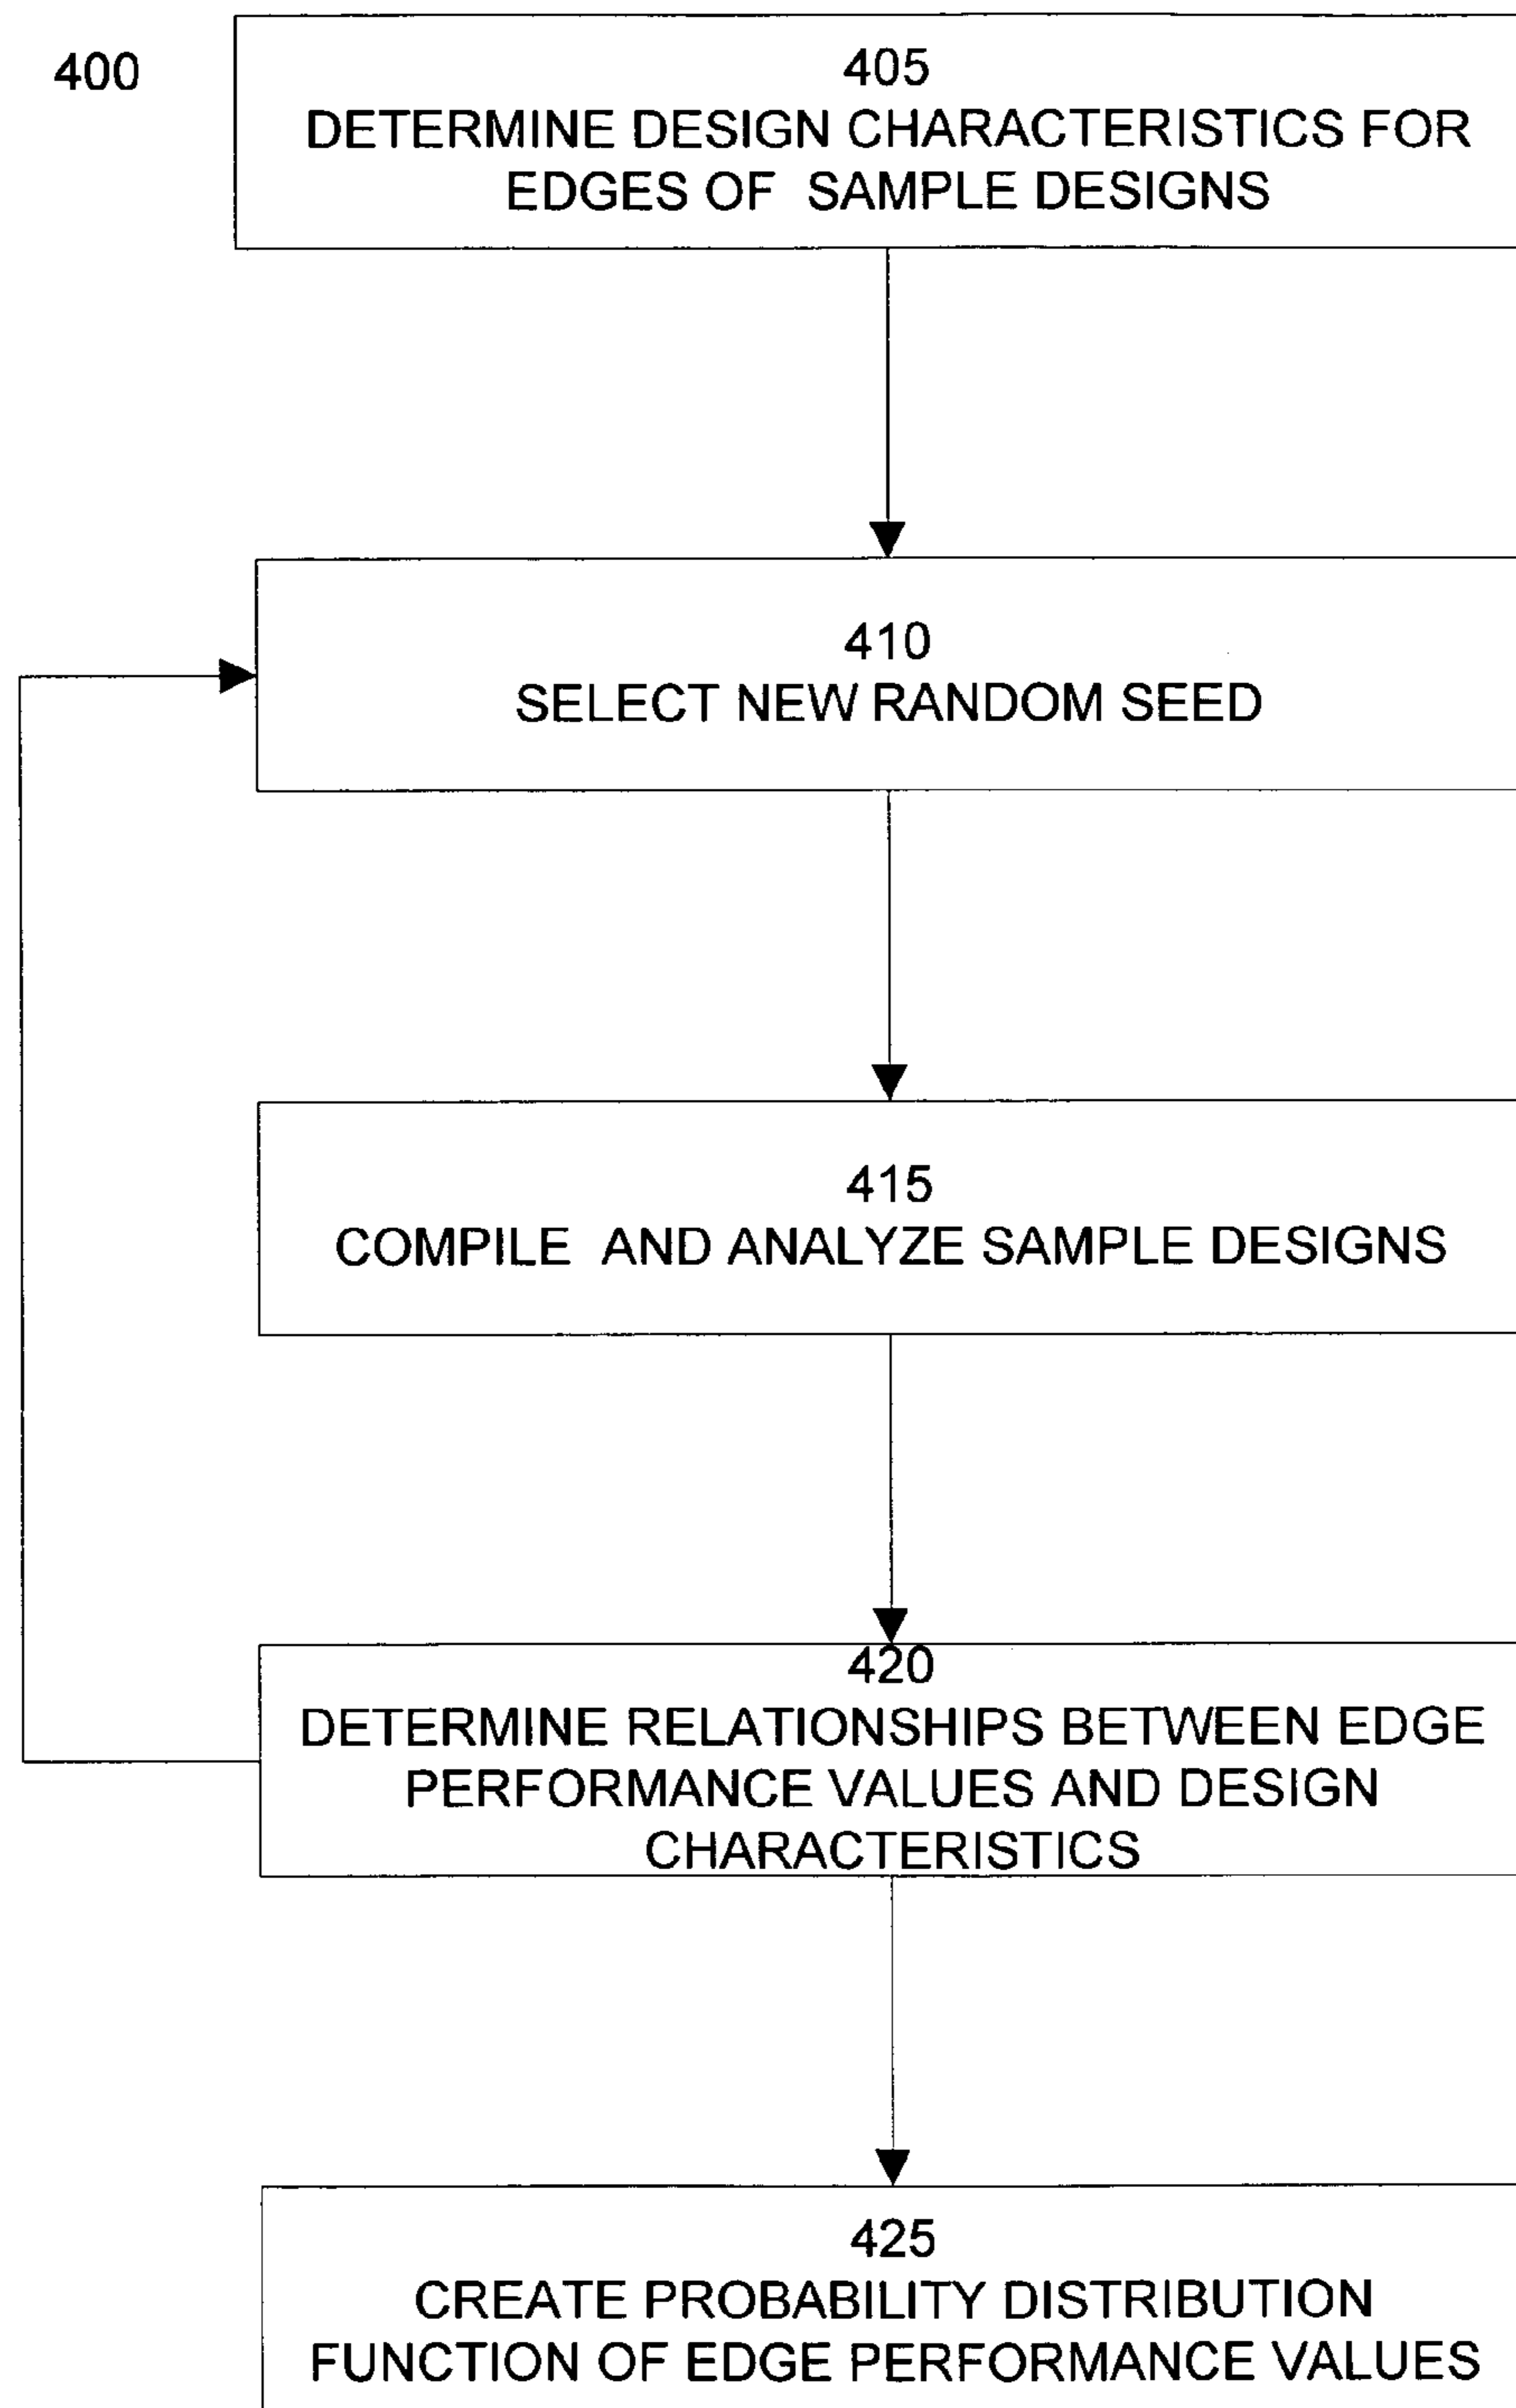 400
405
DETERMINE DESIGN CHARACTERISTICS FOR
EDGES OF SAMPLE DESIGNS
410
SELECT NEW RANDOM SEED
415
COMPILE AND ANALYZE SAMPLE DESIGNS
420
DETERMINE RELATIONSHIPS BETWEEN EDGE
PERFORMANCE VALUES AND DESIGN
CHARACTERISTICS
425
CREATE PROBABILITY DISTRIBUTION
FUNCTION OF EDGE PERFORMANCE VALUES